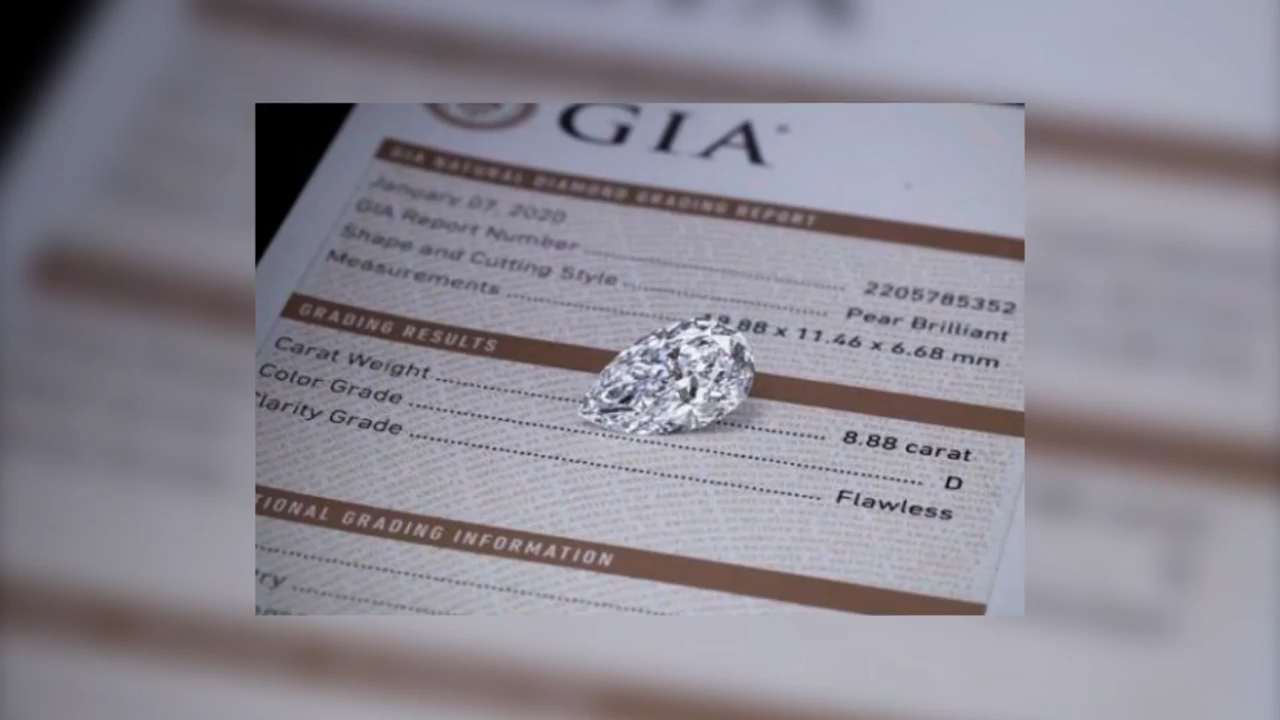 GIA
GIA NATURAL DIAMOND GRADING REPORT
January 07, 2020
GIA Report Number 2205785352
Shape and Cutting Style Pear Brilliant
Measurements .88 x 11.46 x 6.68 mm
GRADING RESULTS
Carat Weight 8.88 carat
Color Grade D
larity Grade Flawless
TIONAL GRADING INFORMATION
ry